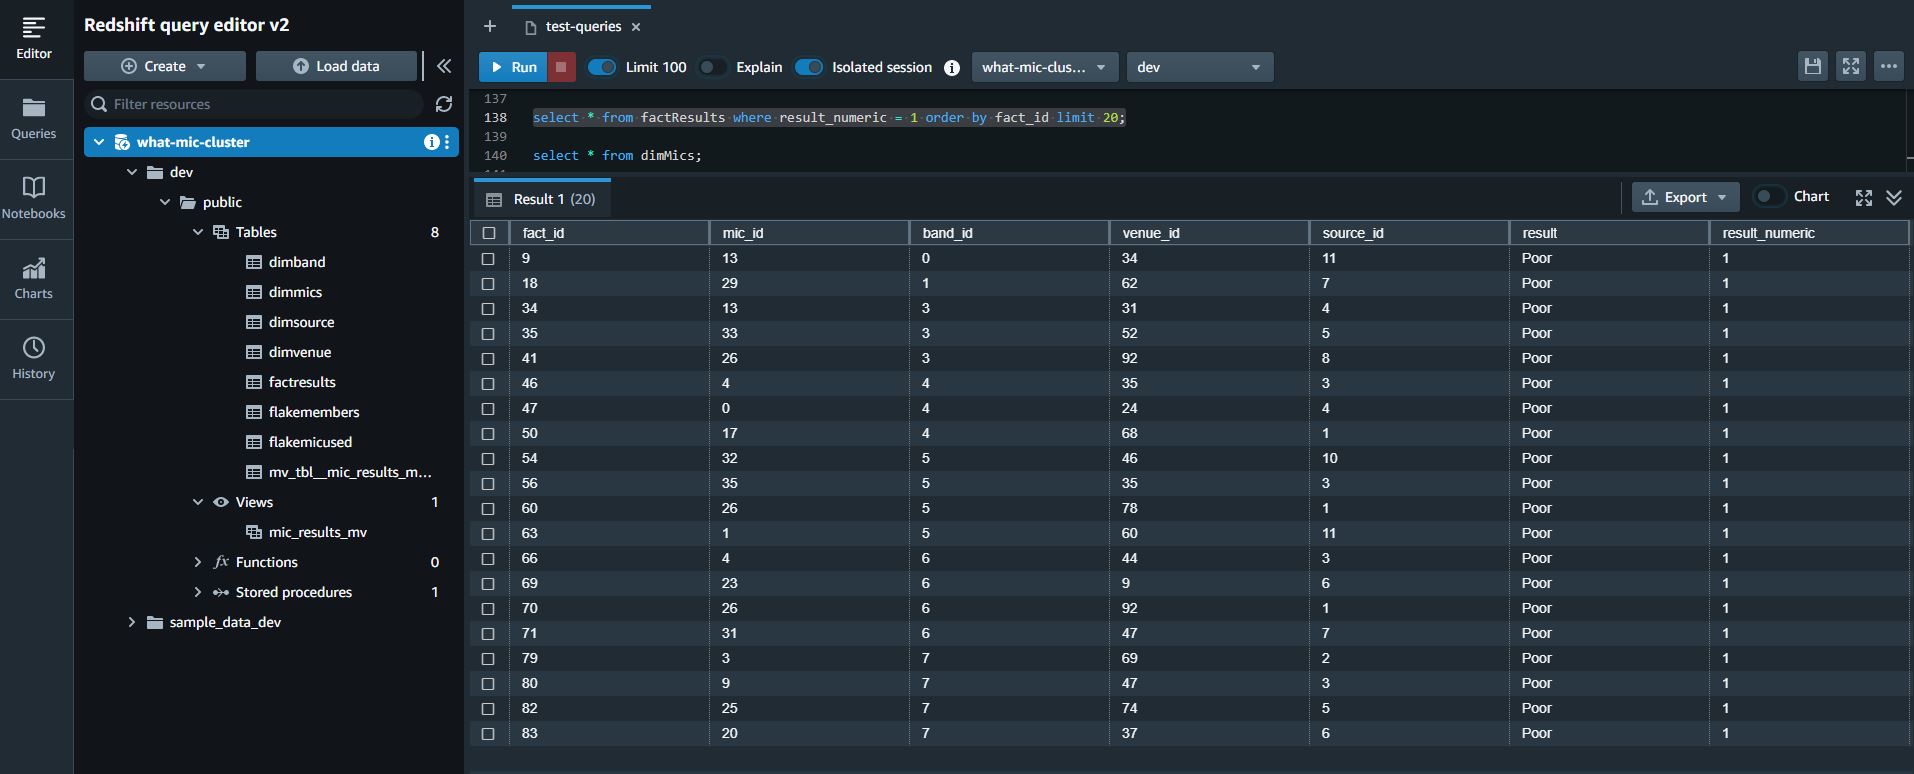 Redshift query editor v2
Editor
Queries
Notebooks
Charts
History
Create
Load data
Filter resources
what-mic-cluster
dev
public
Tables 8
dimband
dimmics
dimsource
dimvenue
factresults
flakemembers
flakemicused
mv_tbl__mic_results_m...
Views 1
mic_results_mv
fx Functions 0
Stored procedures 1
sample_data_dev
test-queries
Run Limit 100 Explain Isolated session what-mic-clus... dev
137
138 select * from factResults where result_numeric = 1 order by fact_id limit 20;
139
140 select * from dimMics;
Result 1 (20) Export Chart
fact_id mic_id band_id venue_id source_id result result_numeric
9 13 0 34 11 Poor 1
18 29 1 62 7 Poor 1
34 13 3 31 4 Poor 1
35 33 3 52 5 Poor 1
41 26 3 92 8 Poor 1
46 4 4 35 3 Poor 1
47 0 4 24 4 Poor 1
50 17 4 68 1 Poor 1
54 32 5 46 10 Poor 1
56 35 5 35 3 Poor 1
60 26 5 78 1 Poor 1
63 1 5 60 11 Poor 1
66 4 6 44 3 Poor 1
69 23 6 9 6 Poor 1
70 26 6 92 1 Poor 1
71 31 6 47 7 Poor 1
79 3 7 69 2 Poor 1
80 9 7 47 3 Poor 1
82 25 7 74 5 Poor 1
83 20 7 37 6 Poor 1